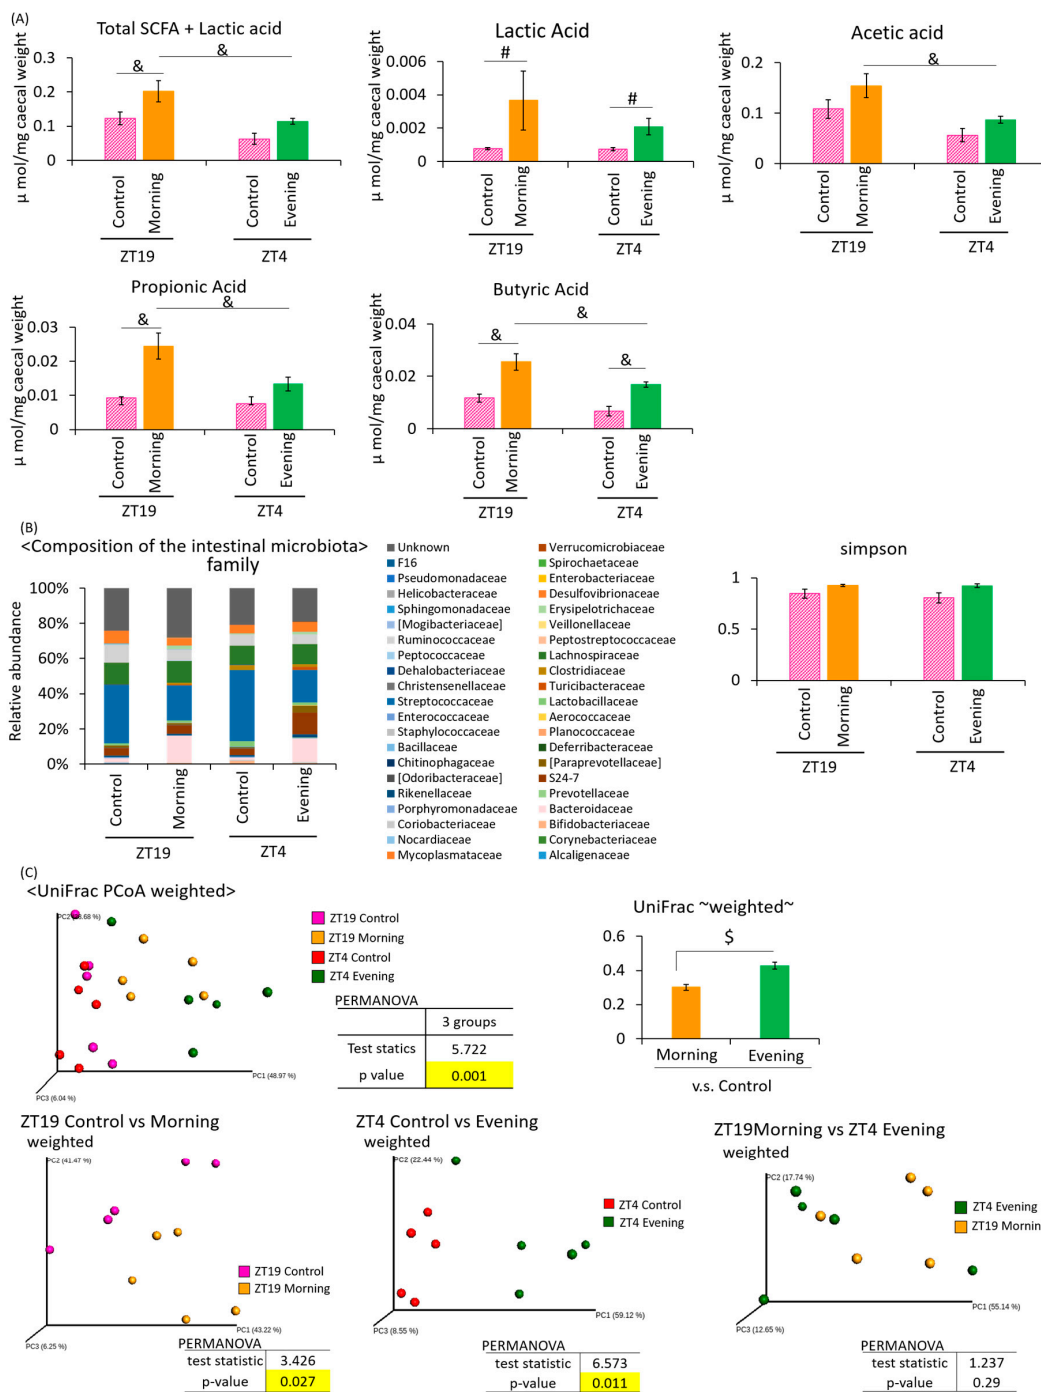 (A)
Total SCFA + Lactic acid
μ mol/mg caecal weight
0.3
0.2
0.1
0
&
&
Control
Morning
Control
Evening
ZT19
ZT4
Lactic Acid
μ mol/mg caecal weight
0.006
0.004
0.002
0
#
#
Control
Morning
Control
Evening
ZT19
ZT4
Acetic acid
μ mol/mg caecal weight
0.2
0.1
0
&
Control
Morning
Control
Evening
ZT19
ZT4
Propionic Acid
μ mol/mg caecal weight
0.03
0.02
0.01
0
&
&
Control
Morning
Control
Evening
ZT19
ZT4
Butyric Acid
μ mol/mg caecal weight
0.04
0.02
0
&
&
&
Control
Morning
Control
Evening
ZT19
ZT4
(B)
<Composition of the intestinal microbiota>
family
Relative abundance
100%
80%
60%
40%
20%
0%
Control
Morning
Control
Evening
ZT19
ZT4
Unknown
F16
Pseudomonadaceae
Helicobacteraceae
Sphingomonadaceae
[Mogibacteriaceae]
Ruminococcaceae
Peptococcaceae
Dehalobacteriaceae
Christensenellaceae
Streptococcaceae
Enterococcaceae
Staphylococcaceae
Bacillaceae
Chitinophagaceae
[Odoribacteraceae]
Rikenellaceae
Porphyromonadaceae
Coriobacteriaceae
Nocardiaceae
Mycoplasmataceae
Verrucomicrobiaceae
Spirochaetaceae
Enterobacteriaceae
Desulfovibrionaceae
Erysipelotrichaceae
Veillonellaceae
Peptostreptococcaceae
Lachnospiraceae
Clostridiaceae
Turicibacteraceae
Lactobacillaceae
Aerococcaceae
Planococcaceae
Deferribacteraceae
[Paraprevotellaceae]
S24-7
Prevotellaceae
Bacteroidaceae
Bifidobacteriaceae
Corynebacteriaceae
Alcaligenaceae
simpson
1
0.5
0
Control
Morning
Control
Evening
ZT19
ZT4
(C)
<UniFrac PCoA weighted>
PC1 (48.97 %)
PC3 (6.04 %)
ZT19 Control
ZT19 Morning
ZT4 Control
ZT4 Evening
PERMANOVA
3 groups
Test statics 5.722
p value 0.001
UniFrac ~weighted~
0.6
0.4
0.2
0
$
Morning Evening
v.s. Control
ZT19 Control vs Morning
weighted
PC2 (41.47 %)
PC1 (43.22 %)
PC3 (6.25 %)
ZT19 Control
ZT19 Morning
PERMANOVA
test statistic 3.426
p-value 0.027
ZT4 Control vs Evening
weighted
PC2 (22.44 %)
PC1 (59.12 %)
PC3 (8.55 %)
ZT4 Control
ZT4 Evening
PERMANOVA
test statistic 6.573
p-value 0.011
ZT19Morning vs ZT4 Evening
weighted
PC2 (17.74 %)
PC1 (55.14 %)
PC3 (12.65 %)
ZT4 Evening
ZT19 Mornin
PERMANOVA
test statistic 1.237
p-value 0.29